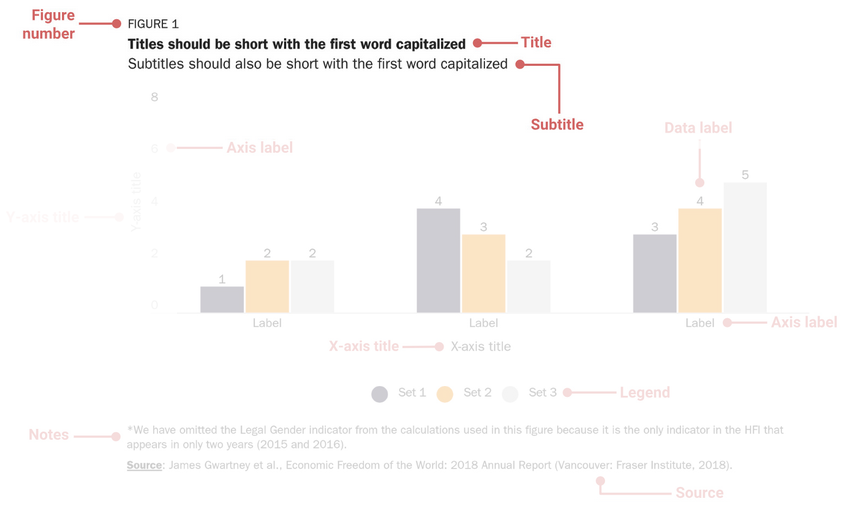 Figure
number
FIGURE 1
Titles should be short with the first word capitalized
Title
Subtitles should also be short with the first word capitalized
Subtitle
8
Data label
6
Axis label
5
Y-axis title
Y-axis title
4
4
4
3
3
2
2
2
2
1
0
Label
Label
Label
Axis label
X-axis title
X-axis title
Set 1
Set 2
Set 3
Legend
Notes
*We have omitted the Legal Gender indicator from the calculations used in this figure because it is the only indicator in the HFI that
appears in only two years (2015 and 2016).
Source: James Gwartney et al., Economic Freedom of the World: 2018 Annual Report (Vancouver: Fraser Institute, 2018).
Source